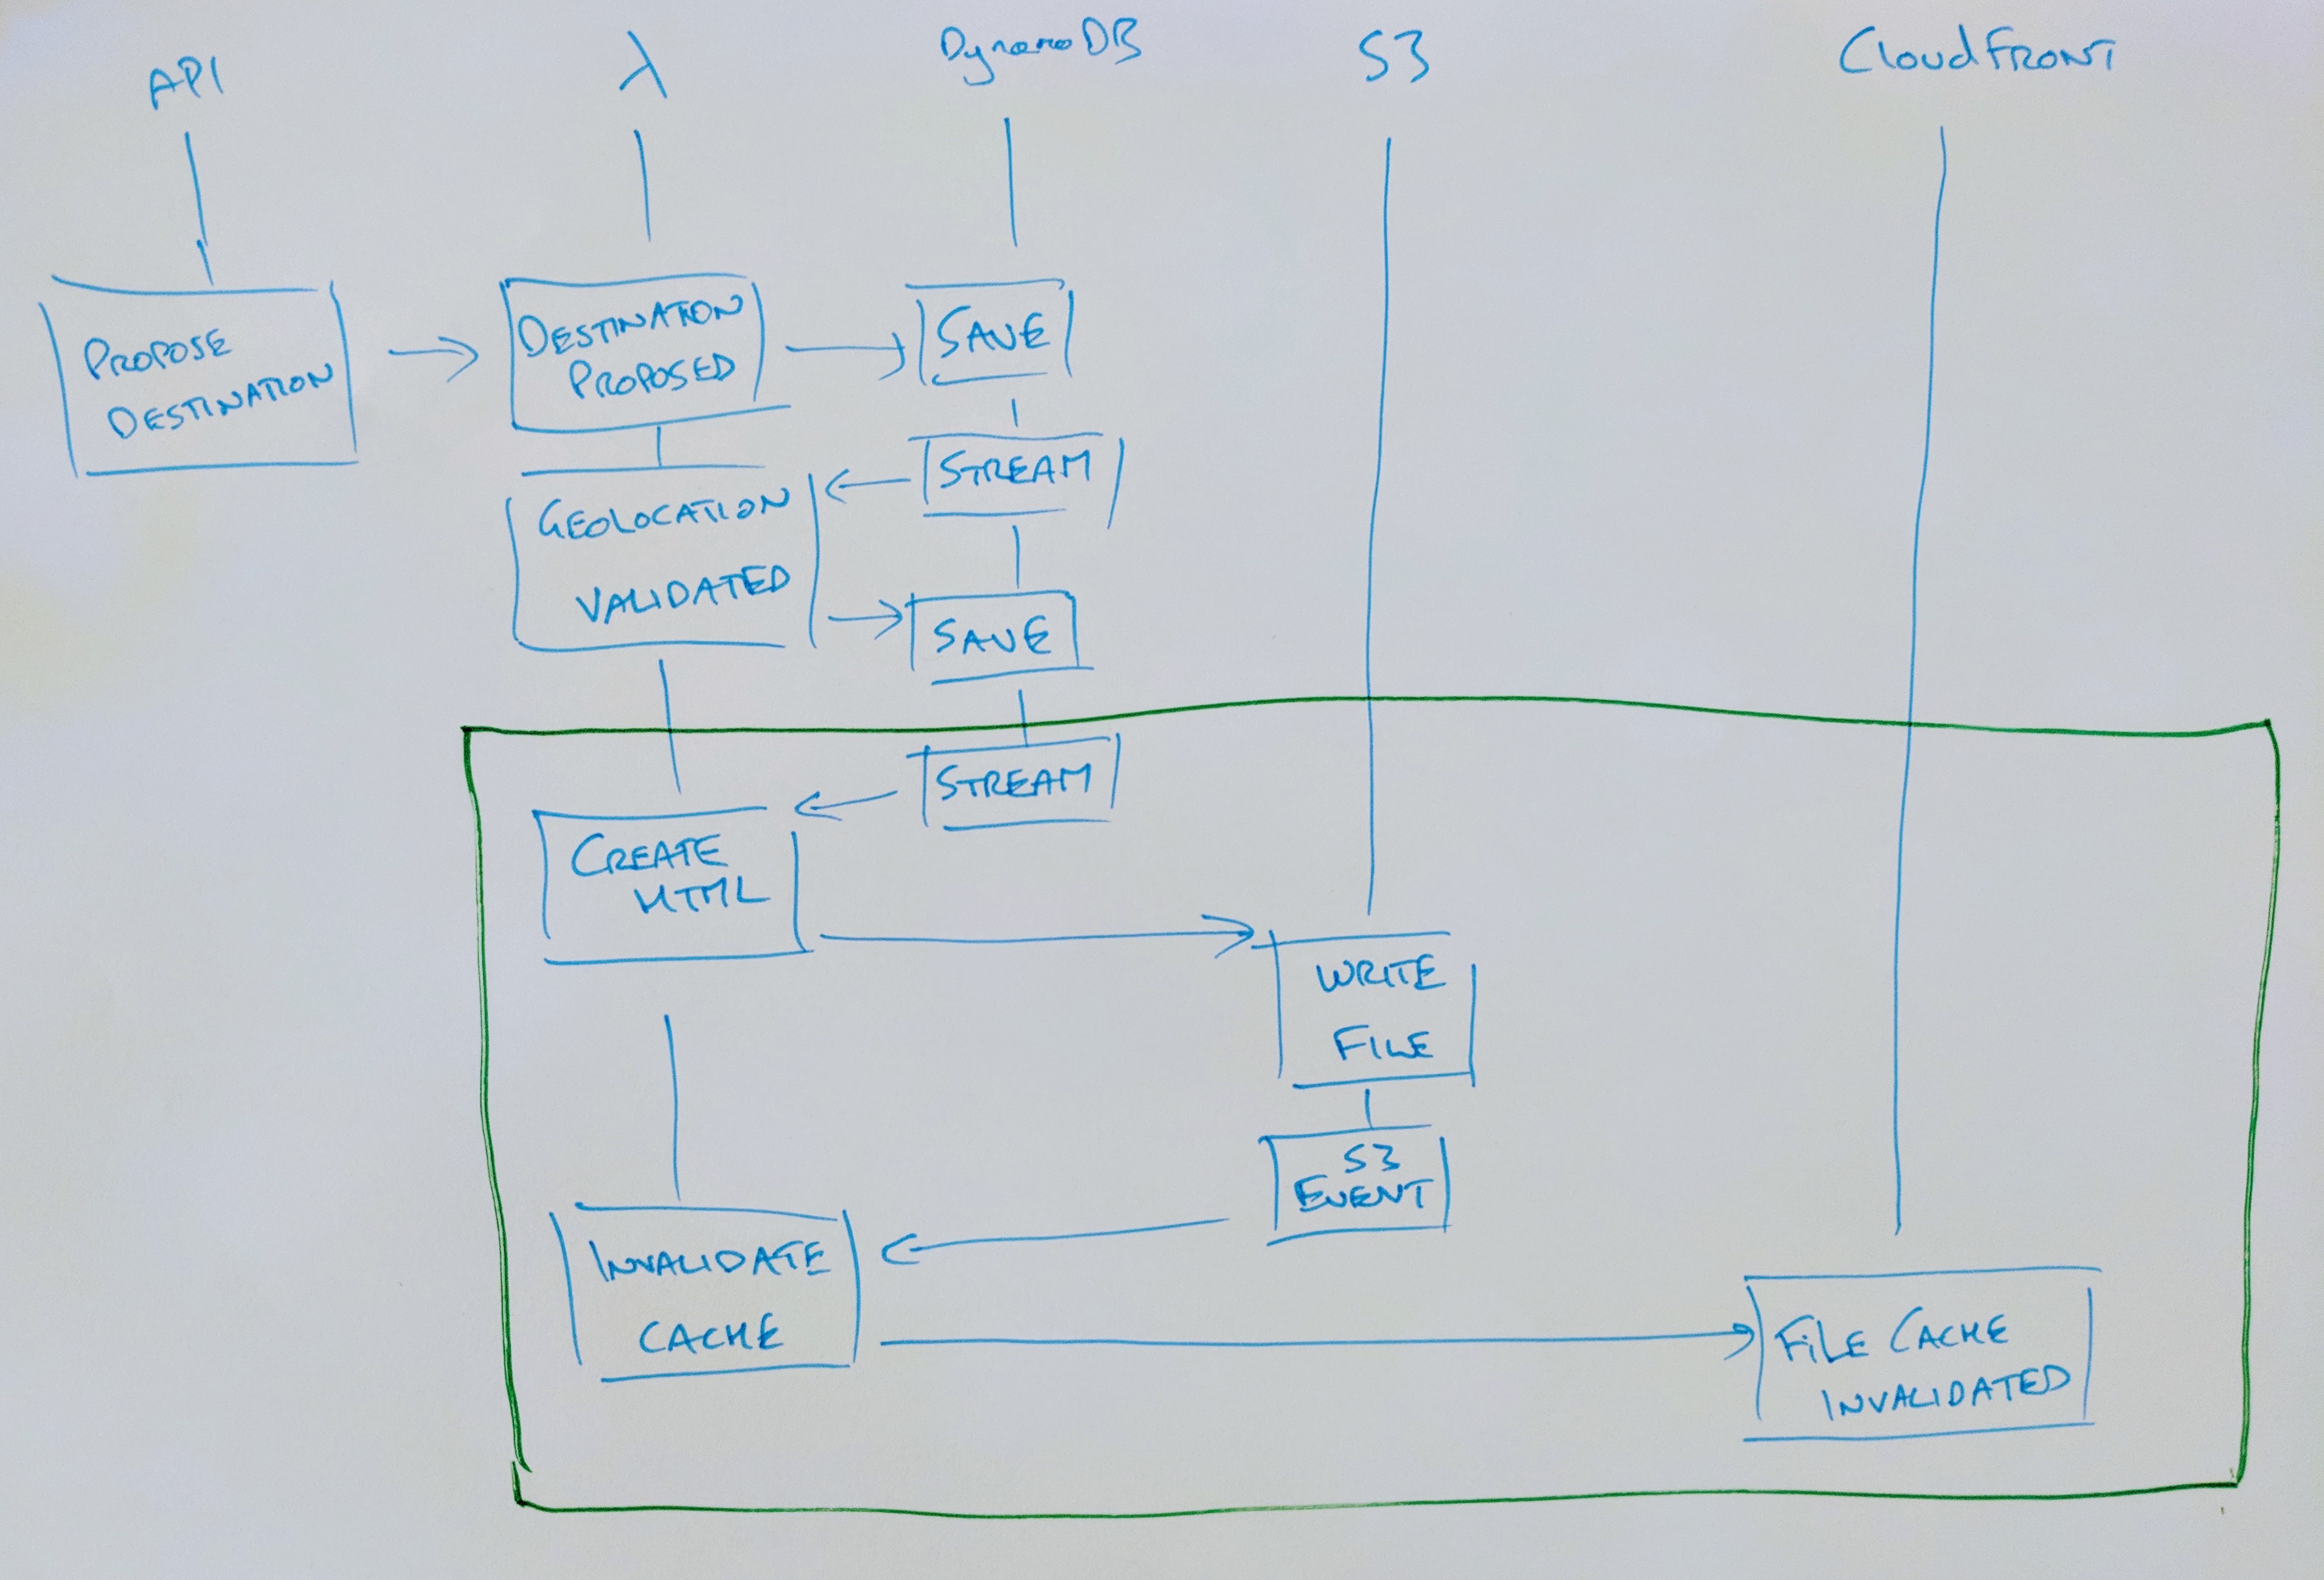 API
λ
DynamoDB
S3
CloudFront
PROPOSE
DESTINATION
DESTINATION
PROPOSED
SAVE
STREAM
GEOLOCATION
VALIDATED
SAVE
STREAM
CREATE
HTML
WRITE
FILE
S3
EVENT
INVALIDATE
CACHE
FILE CACHE
INVALIDATED